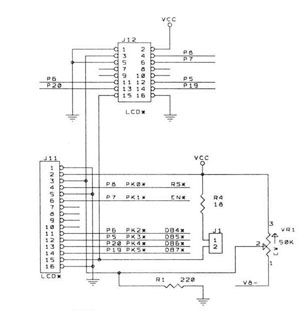 VCC
J12
1 2
3 4 P8
5 6 P7
7 8
9 10
P6 11 12 P5
P20 13 14 P19
15 16
LCD*
J11
VCC
1
2
3
4
5 P8 PK0* RS*
6
7 P7 PK1* EN*
8
9
10
11 P6 PK2* DB4*
12 P5 PK3* DB5*
13 P20 PK4* DB6*
14 P19 PK5* DB7*
15
16
LCD*
R4
18
J1
1
2
3
VR1
50K
CW
2
1
R1 220
V8-